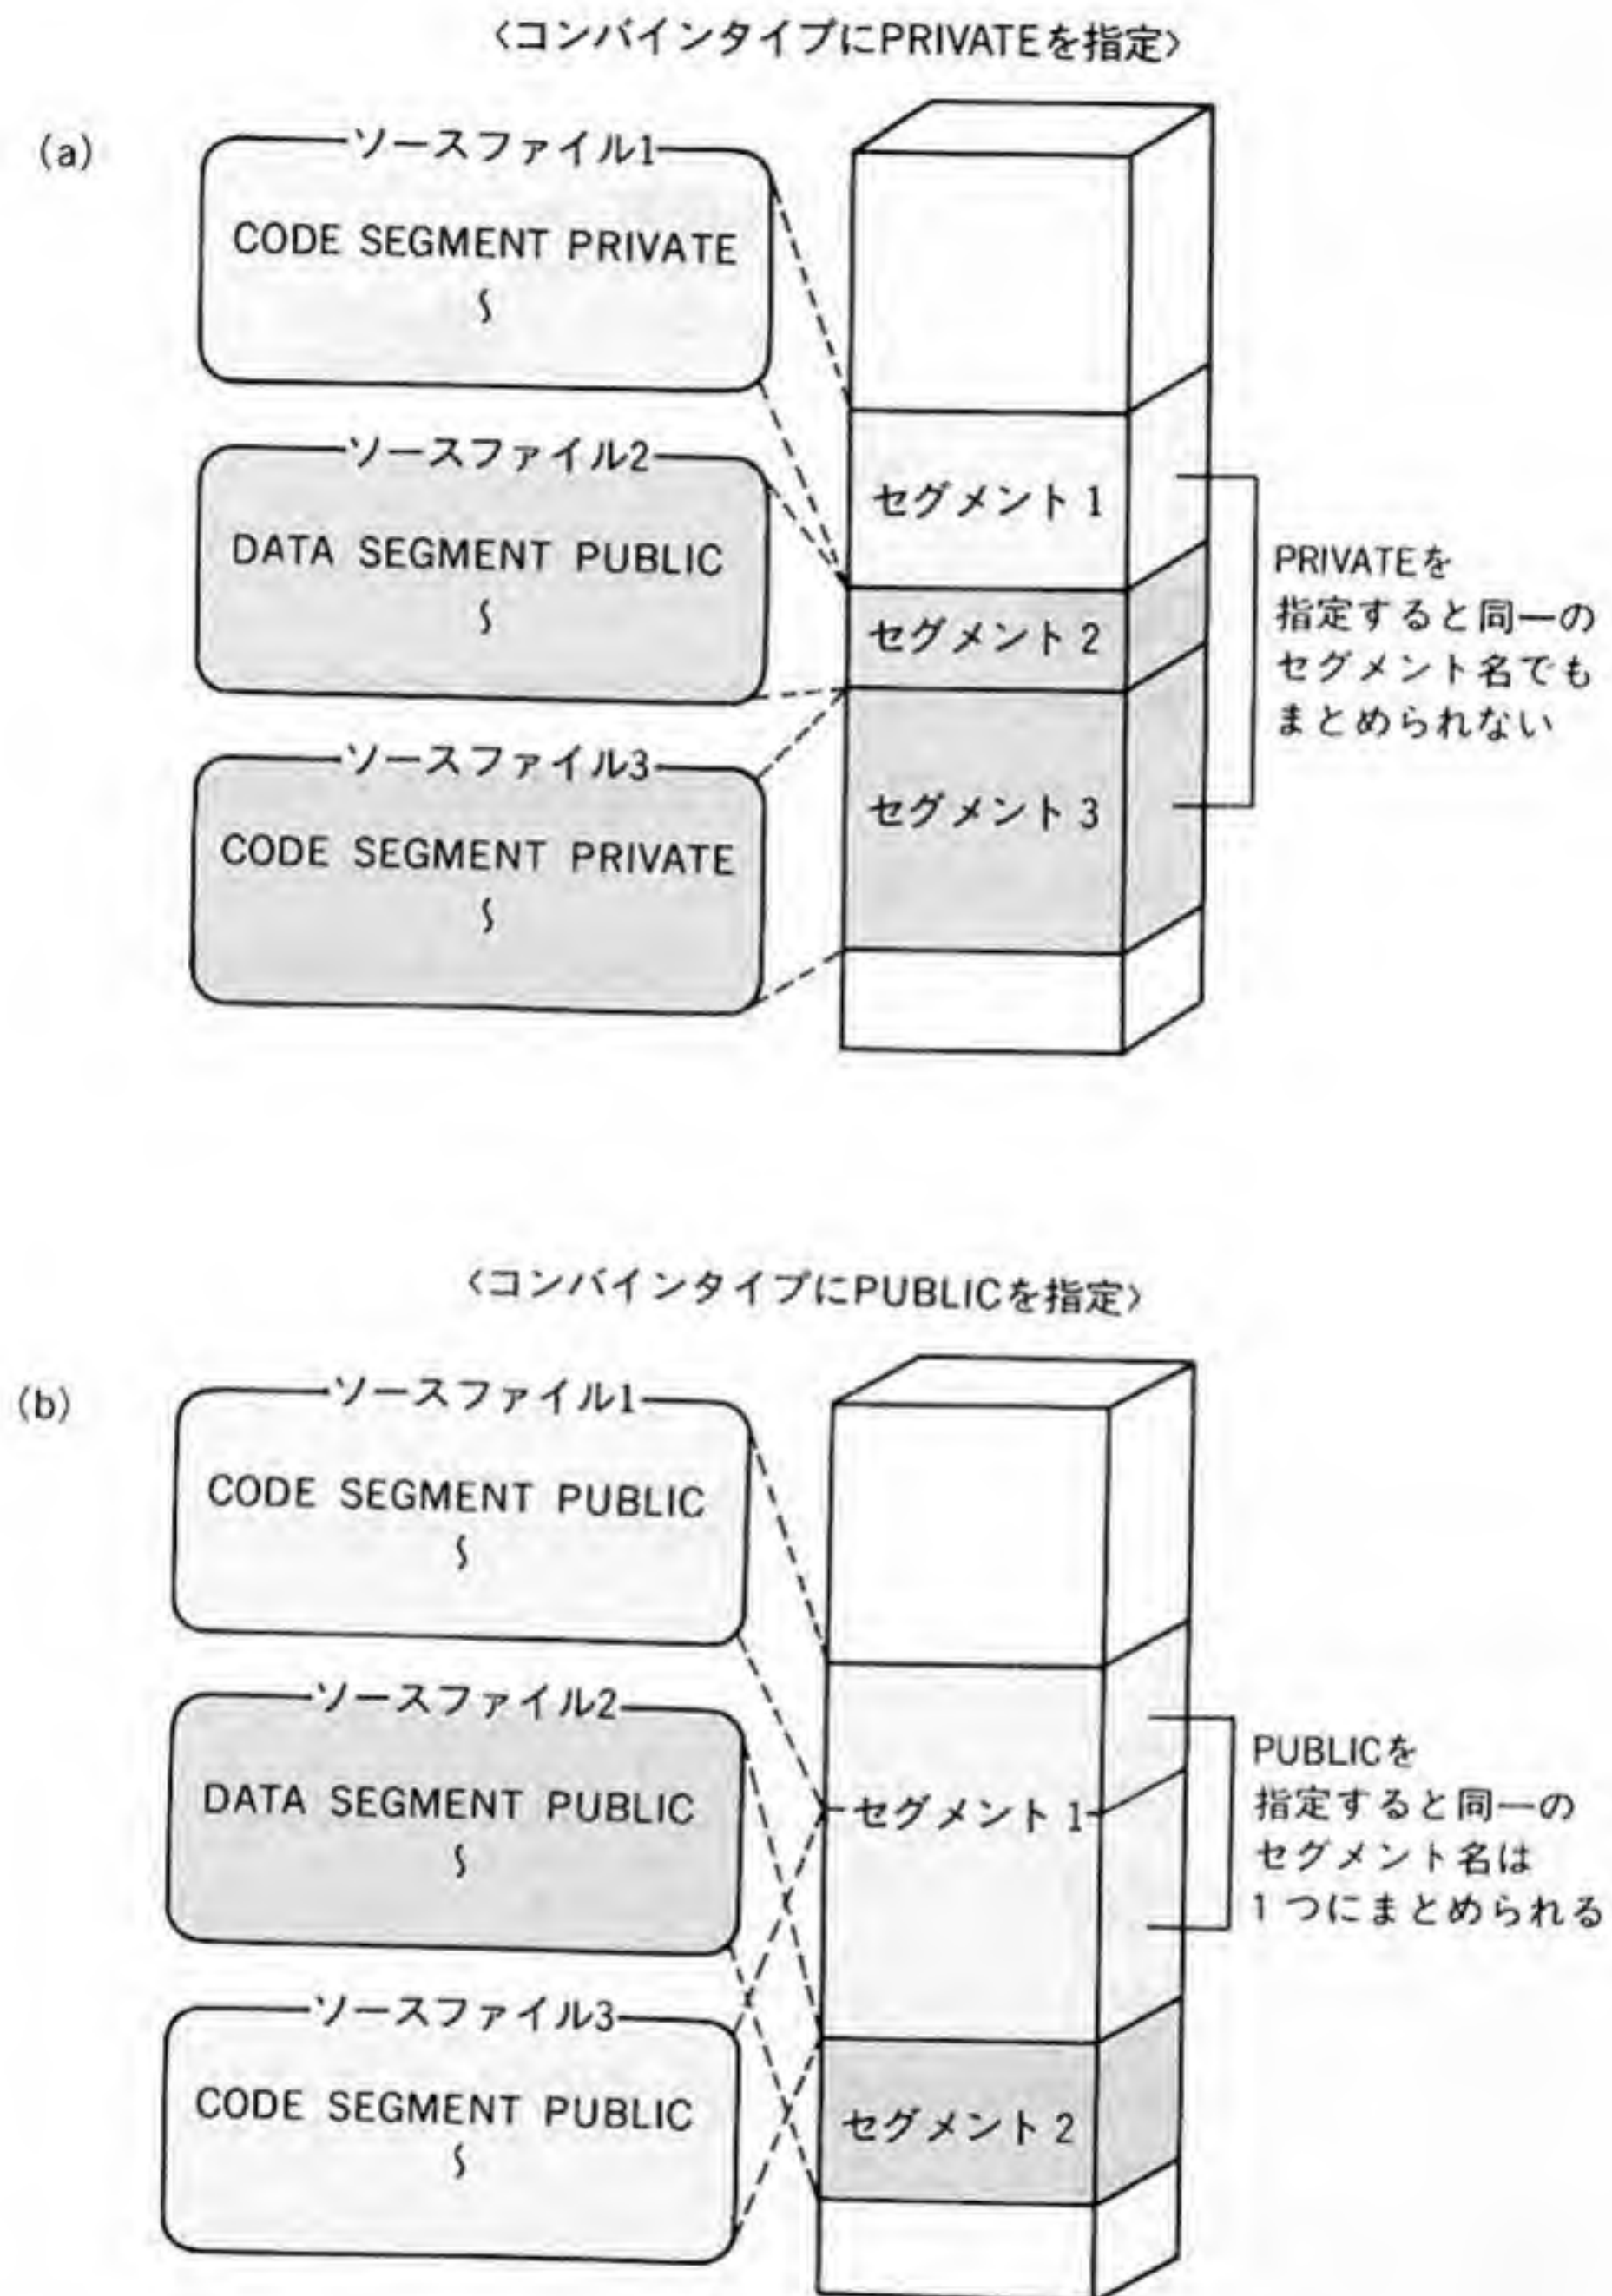 〈コンバインタイプにPRIVATEを指定〉
(a)
ソースファイル1
CODE SEGMENT PRIVATE
∫
ソースファイル2
DATA SEGMENT PUBLIC
∫
ソースファイル3
CODE SEGMENT PRIVATE
∫
セグメント1
セグメント2
セグメント3
PRIVATEを
指定すると同一の
セグメント名でも
まとめられない
〈コンバインタイプにPUBLICを指定〉
(b)
ソースファイル1
CODE SEGMENT PUBLIC
∫
ソースファイル2
DATA SEGMENT PUBLIC
∫
ソースファイル3
CODE SEGMENT PUBLIC
∫
セグメント1
セグメント2
PUBLICを
指定すると同一の
セグメント名は
1つにまとめられる